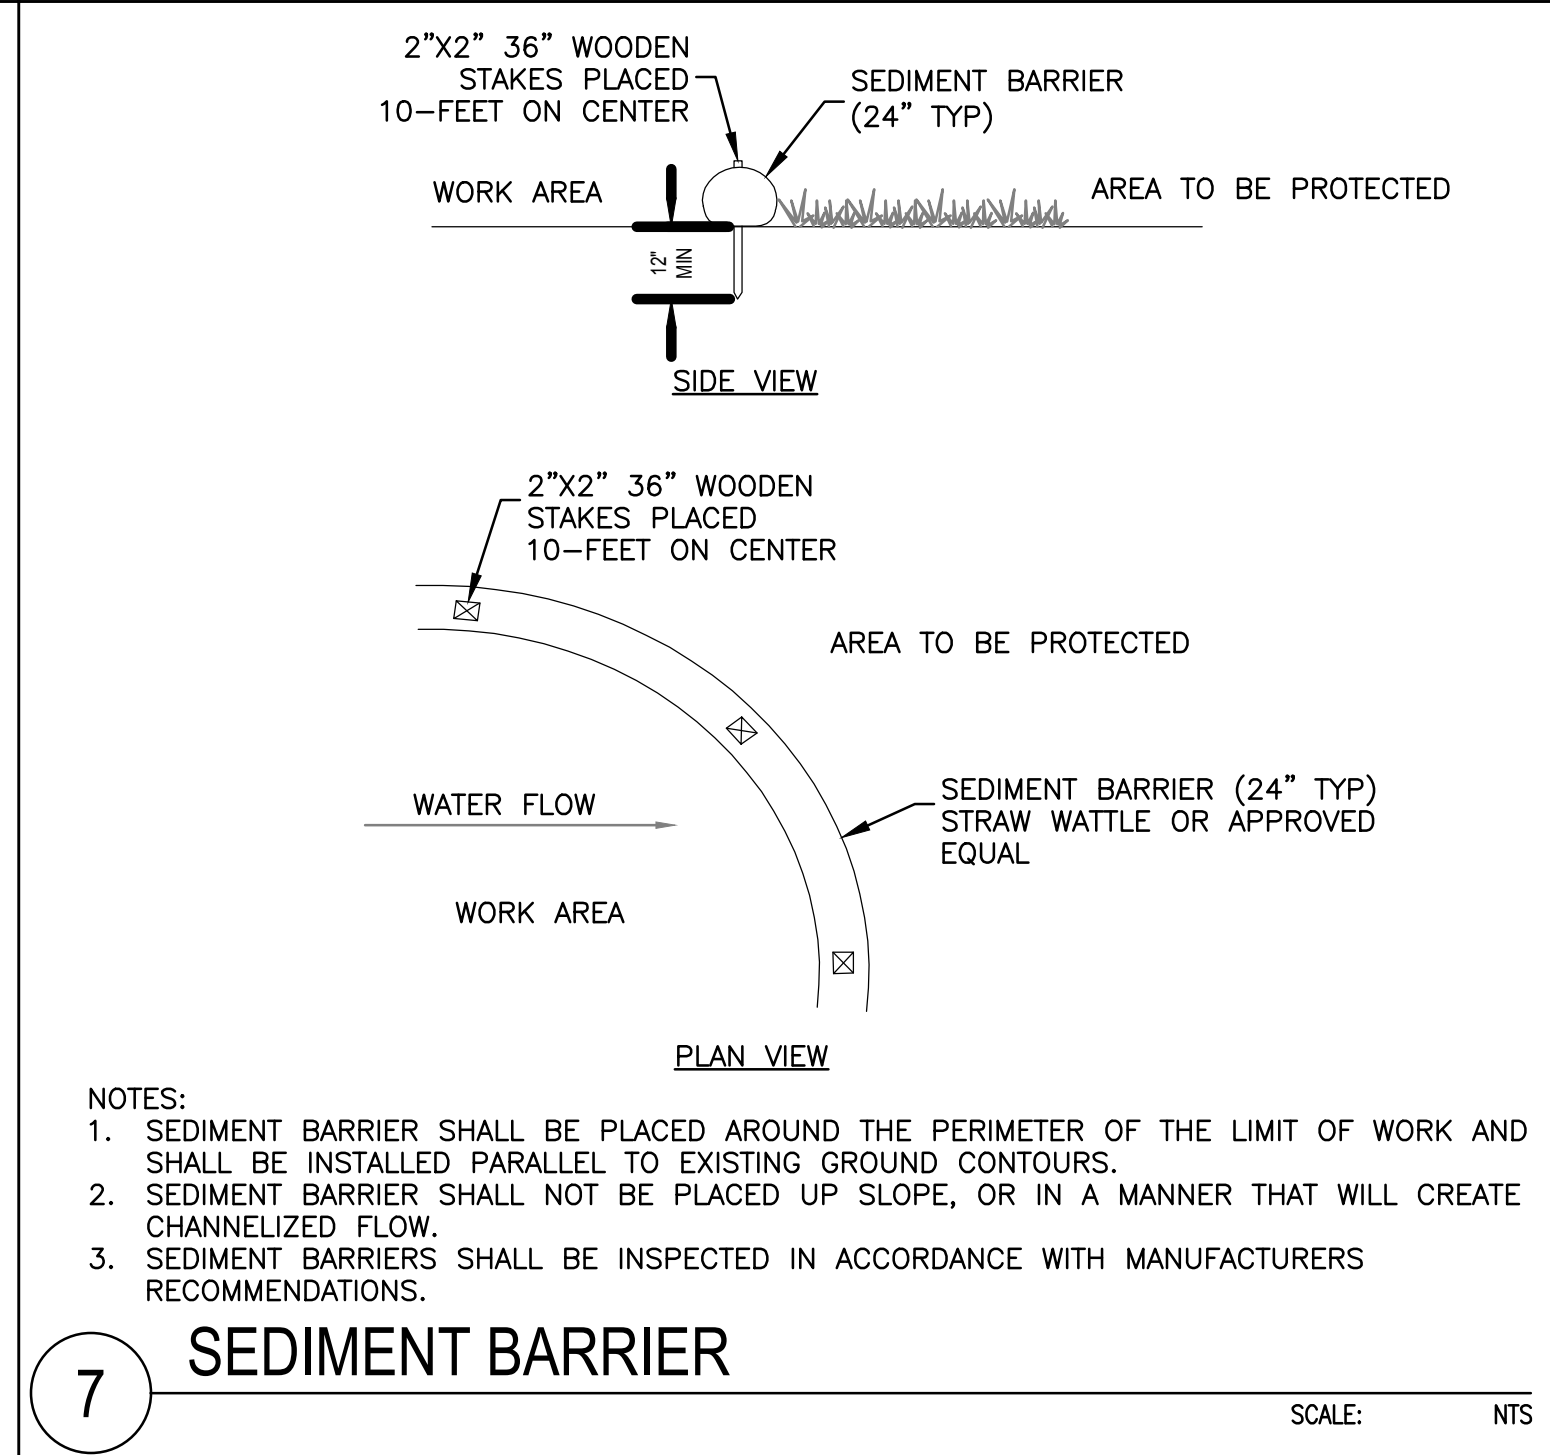 2”X2” 36” WOODEN
STAKES PLACED
10–FEET ON CENTER
SEDIMENT BARRIER
(24” TYP)
WORK AREA
AREA TO BE PROTECTED
12"
MIN
SIDE VIEW
2”X2” 36” WOODEN
STAKES PLACED
10–FEET ON CENTER
AREA TO BE PROTECTED
WATER FLOW
SEDIMENT BARRIER (24” TYP)
STRAW WATTLE OR APPROVED
EQUAL
WORK AREA
PLAN VIEW
NOTES:
1. SEDIMENT BARRIER SHALL BE PLACED AROUND THE PERIMETER OF THE LIMIT OF WORK AND
SHALL BE INSTALLED PARALLEL TO EXISTING GROUND CONTOURS.
2. SEDIMENT BARRIER SHALL NOT BE PLACED UP SLOPE, OR IN A MANNER THAT WILL CREATE
CHANNELIZED FLOW.
3. SEDIMENT BARRIERS SHALL BE INSPECTED IN ACCORDANCE WITH MANUFACTURERS
RECOMMENDATIONS.
7
SEDIMENT BARRIER
SCALE: NTS